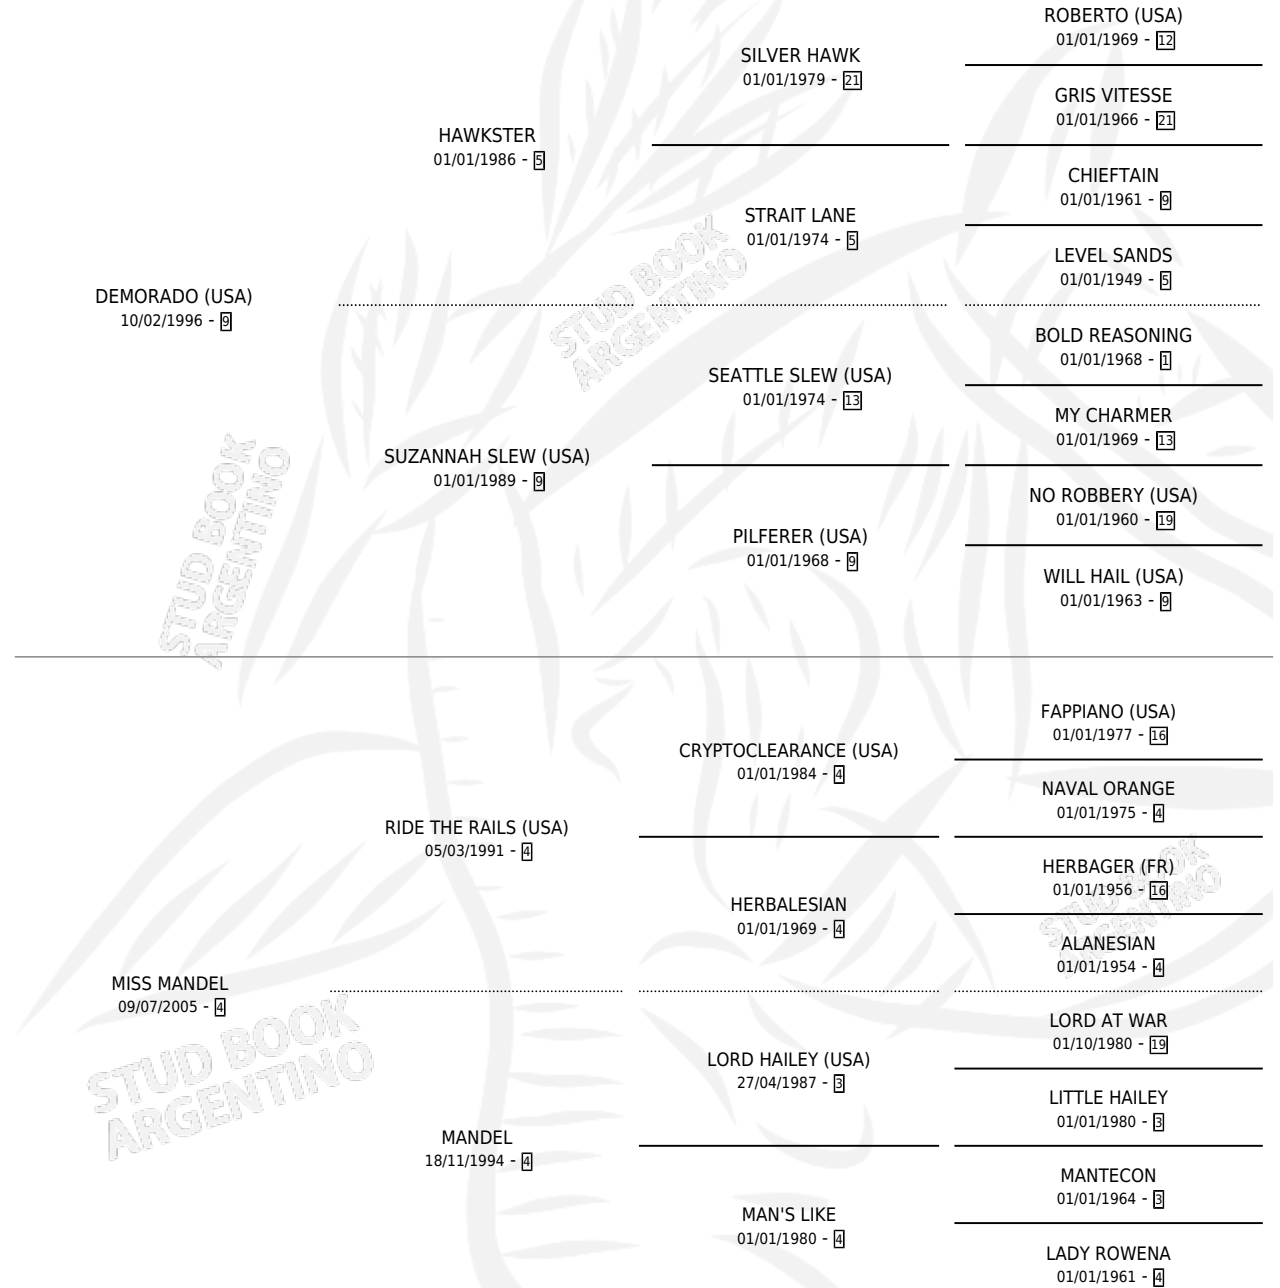 ROBERTO (USA)
01/01/1969 - 12
SILVER HAWK
01/01/1979 - 21
GRIS VITESSE
01/01/1966 - 21
HAWKSTER
01/01/1986 - 5
CHIEFTAIN
01/01/1961 - 9
STRAIT LANE
01/01/1974 - 5
LEVEL SANDS
01/01/1949 - 5
DEMORADO (USA)
10/02/1996 - 9
BOLD REASONING
01/01/1968 - 1
SEATTLE SLEW (USA)
01/01/1974 - 13
MY CHARMER
01/01/1969 - 13
SUZANNAH SLEW (USA)
01/01/1989 - 9
NO ROBBERY (USA)
01/01/1960 - 19
PILFERER (USA)
01/01/1968 - 9
WILL HAIL (USA)
01/01/1963 - 9
FAPPIANO (USA)
01/01/1977 - 16
CRYPTOCLEARANCE (USA)
01/01/1984 - 4
NAVAL ORANGE
01/01/1975 - 4
RIDE THE RAILS (USA)
05/03/1991 - 4
HERBAGER (FR)
01/01/1956 - 16
HERBALESIAN
01/01/1969 - 4
ALANESIAN
01/01/1954 - 4
MISS MANDEL
09/07/2005 - 4
LORD AT WAR
01/10/1980 - 19
LORD HAILEY (USA)
27/04/1987 - 3
LITTLE HAILEY
01/01/1980 - 3
MANDEL
18/11/1994 - 4
MANTECON
01/01/1964 - 3
MAN'S LIKE
01/01/1980 - 4
LADY ROWENA
01/01/1961 - 4
STUD BOOK
ARGENTINO
STUD BOOK
ARGENTINO
STUD BOOK
ARGENTINO
STUD BOOK
ARGENTINO